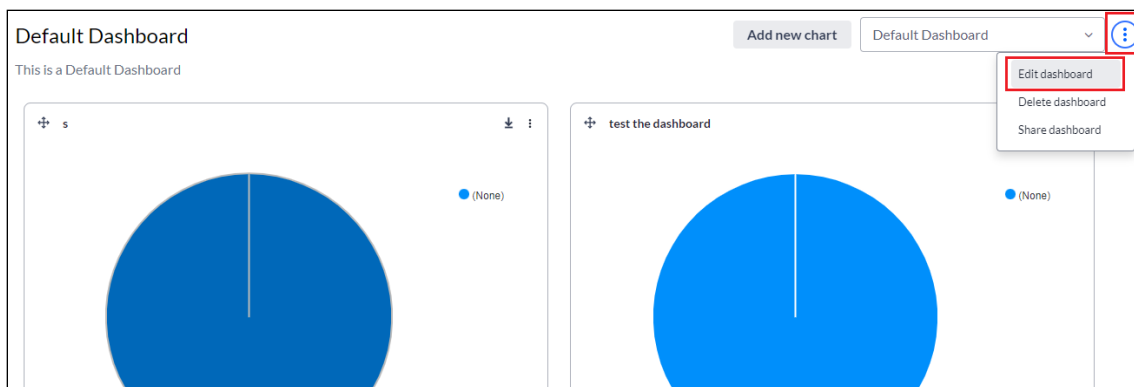 Default Dashboard
Add new chart
Default Dashboard
This is a Default Dashboard
Edit dashboard
Delete dashboard
Share dashboard
s
test the dashboard
(None)
(None)